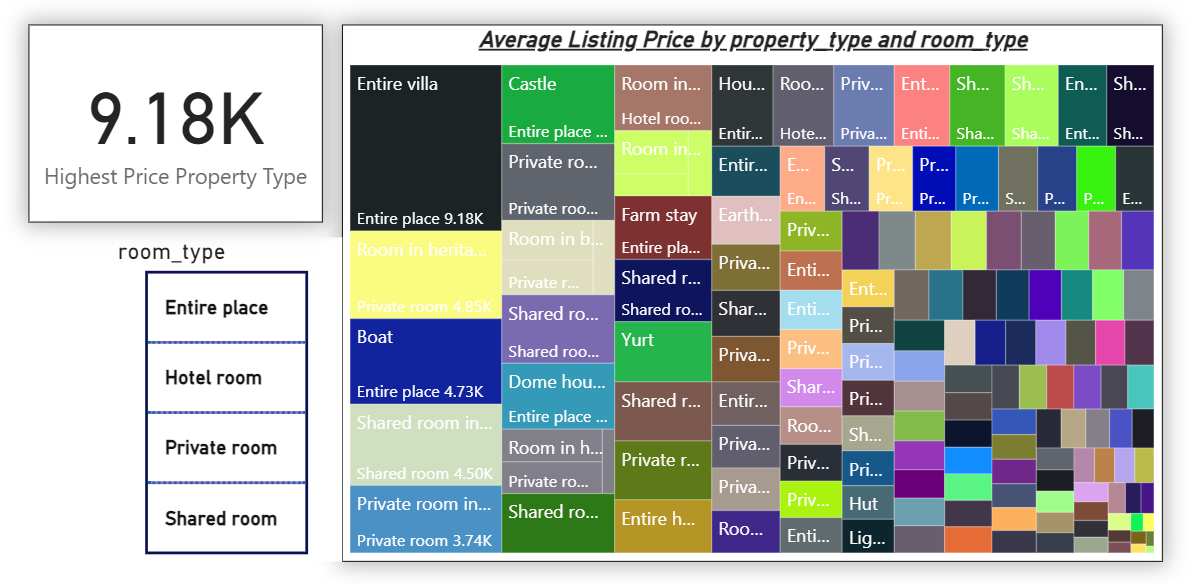 9.18K
Highest Price Property Type
room_type
Entire place
Hotel room
Private room
Shared room
Average Listing Price by property_type and room_type
Entire villa
Entire place 9.18K
Room in herita...
Private room 4.85K
Boat
Entire place 4.73K
Shared room in...
Shared room 4.50K
Private room in...
Private room 3.74K
Castle
Entire place ...
Private ro...
Private roo...
Room in b...
Private r...
Shared ro...
Shared roo...
Dome hou...
Entire place ...
Room in h...
Private ro...
Shared ro...
Room in...
Hotel roo...
Room in...
Farm stay
Entire pla...
Shared r...
Shared ro...
Yurt
Shared r...
Private r...
Entire h...
Hou...
Entir...
Entir...
Earth...
Priva...
Shar...
Priva...
Entir...
Priva...
Priva...
Roo...
Roo...
Hote...
Priv...
Priva...
Ent...
Enti...
Sh...
Sha...
Sh...
Sha...
En...
Ent...
Sh...
Sh...
E...
En...
S...
Sh...
Pr...
Pr...
Pr...
Pr...
Pr...
S...
P...
P...
E...
Priv...
Enti...
Enti...
Priv...
Shar...
Roo...
Priv...
Priv...
Enti...
Ent...
Pri...
Pri...
Pri...
Sh...
Pri...
Hut
Lig...